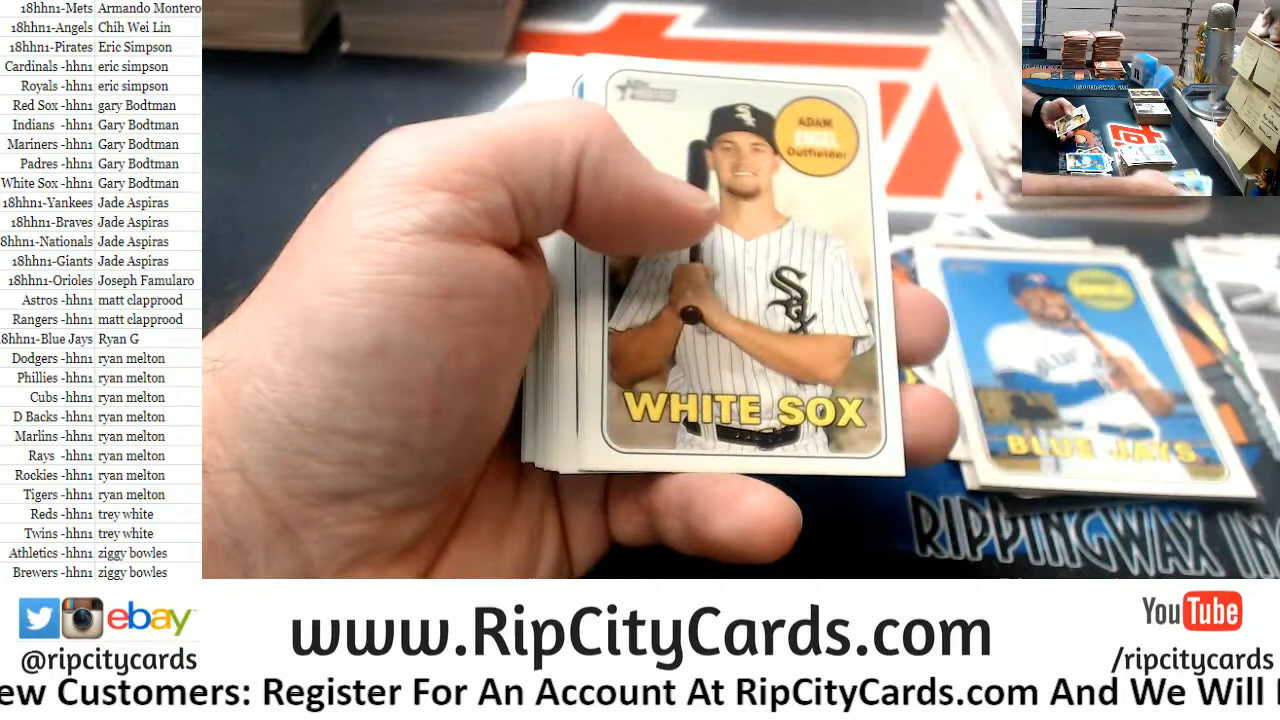 18hhn1-Mets Armando Montero
18hhn1-Angels Chih Wei Lin
18hhn1-Pirates Eric Simpson
Cardinals -hhn1 eric simpson
Royals -hhn1 eric simpson
Red Sox -hhn1 gary Bodtman
Indians -hhn1 Gary Bodtman
Mariners -hhn1 Gary Bodtman
Padres -hhn1 Gary Bodtman
White Sox -hhn1 Gary Bodtman
18hhn1-Yankees Jade Aspiras
18hhn1-Braves Jade Aspiras
8hhn1-Nationals Jade Aspiras
18hhn1-Giants Jade Aspiras
18hhn1-Orioles Joseph Famularo
Astros -hhn1 matt clapprood
Rangers -hhn1 matt clapprood
8hhn1-Blue Jays Ryan G
Dodgers -hhn1 ryan melton
Phillies -hhn1 ryan melton
Cubs -hhn1 ryan melton
D Backs -hhn1 ryan melton
Marlins -hhn1 ryan melton
Rays -hhn1 ryan melton
Rockies -hhn1 ryan melton
Tigers -hhn1 ryan melton
Reds -hhn1 trey white
Twins -hhn1 trey white
Athletics -hhn1 ziggy bowles
Brewers -hhn1 ziggy bowles
ADAM
ENGEL
Outfielder
Sox
WHITE SOX
BLUE JAYS
RIPPINGWAX IN
ebay
@ripcitycards
www.RipCityCards.com
YouTube
/ripcitycards
ew Customers: Register For An Account At RipCityCards.com And We Will